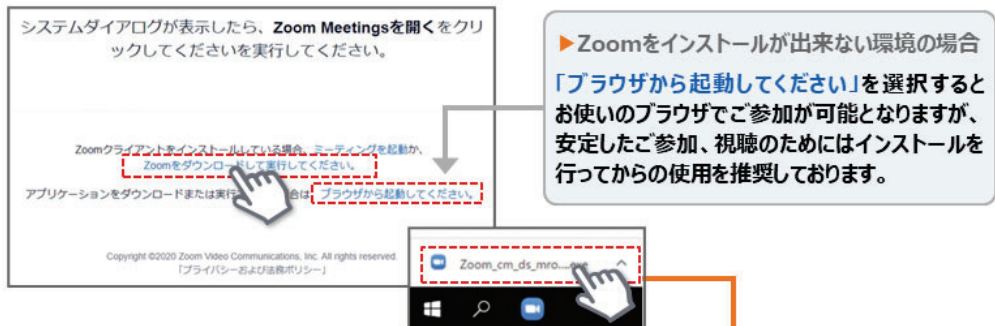 システムダイアログが表示したら、Zoom Meetingsを開くをクリ
ックしてくださいを実行してください。
Zoomクライアントをインストールしている場合、ミーティングを起動か、
Zoomをダウンロードして実行してください。
アプリケーションをダウンロードまたは実行 合は、ブラウザから起動してください。
Copyright ©2020 Zoom Video Communications, Inc. All rights reserved.
「プライバシーおよび法務ポリシー」
▶Zoomをインストールが出来ない環境の場合
「ブラウザから起動してください」を選択すると
お使いのブラウザでご参加が可能となりますが、
安定したご参加、視聴のためにはインストールを
行ってからの使用を推奨しております。
Zoom_cm_ds_mro....exe